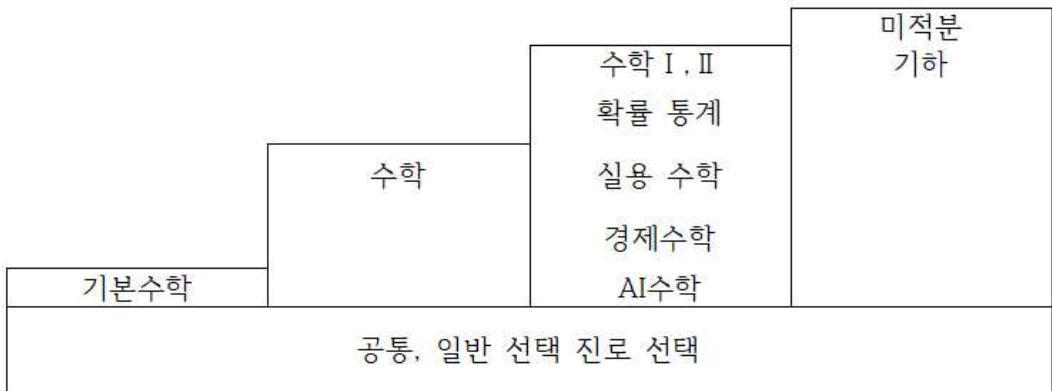 기본수학
수학
수학 Ⅰ, Ⅱ
확률 통계
실용 수학
경제수학
AI수학
미적분
기하
공통, 일반 선택 진로 선택